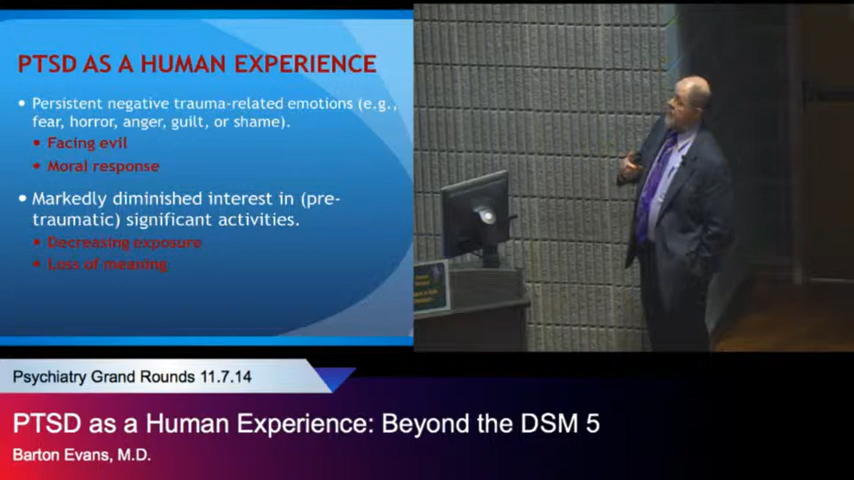 PTSD AS A HUMAN EXPERIENCE
• Persistent negative trauma-related emotions (e.g.,
fear, horror, anger, guilt, or shame).
• Facing evil
• Moral response
• Markedly diminished interest in (pre-
traumatic) significant activities.
• Decreasing exposure
• Loss of meaning
Psychiatry Grand Rounds 11.7.14
PTSD as a Human Experience: Beyond the DSM 5
Barton Evans, M.D.